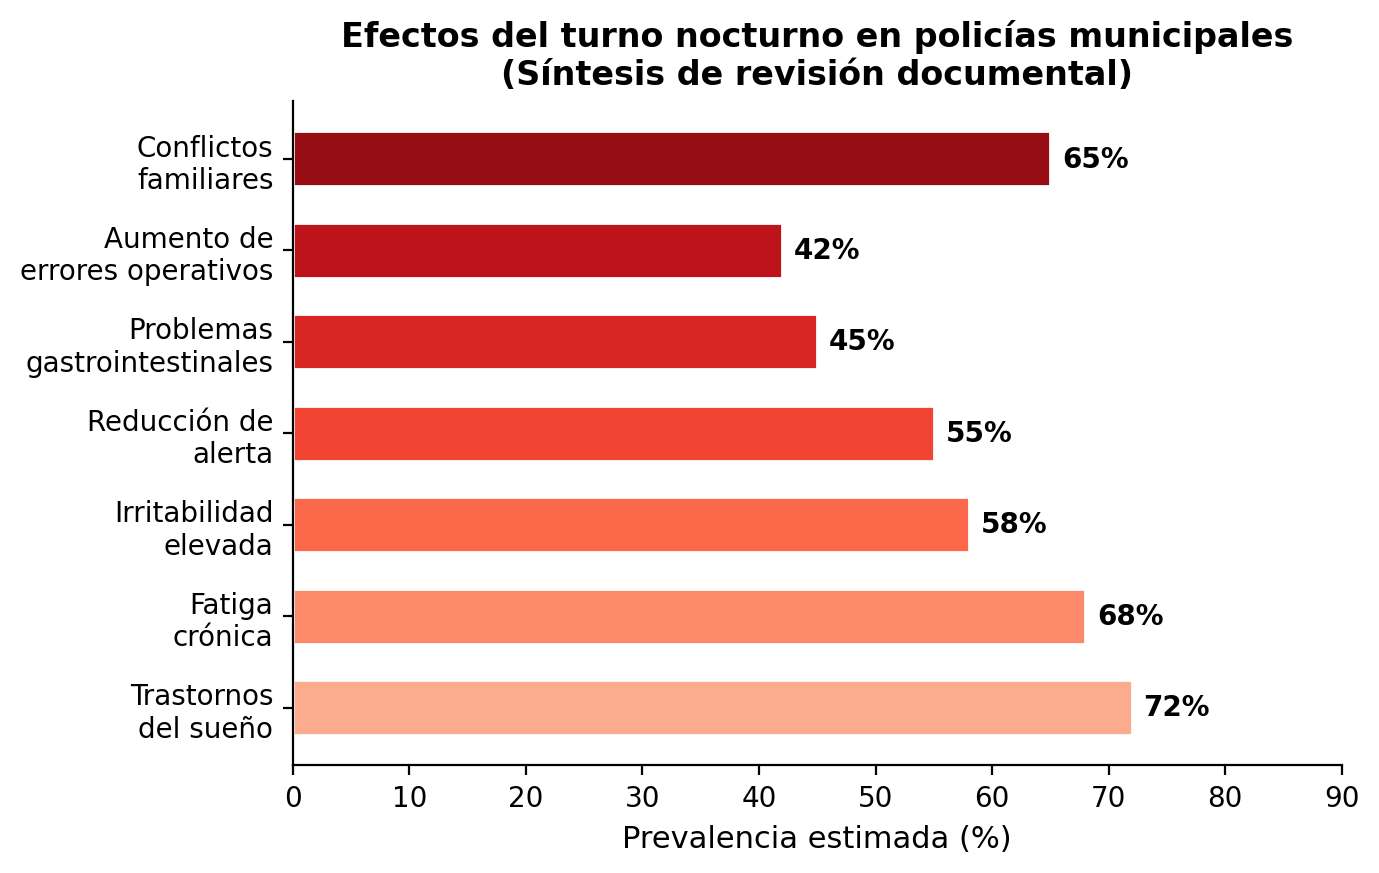 Efectos del turno nocturno en policías municipales
(Síntesis de revisión documental)
Conflictos
familiares
65%
Aumento de
errores operativos
42%
Problemas
gastrointestinales
45%
Reducción de
alerta
55%
Irritabilidad
elevada
58%
Fatiga
crónica
68%
Trastornos
del sueño
72%
0 10 20 30 40 50 60 70 80 90
Prevalencia estimada (%)